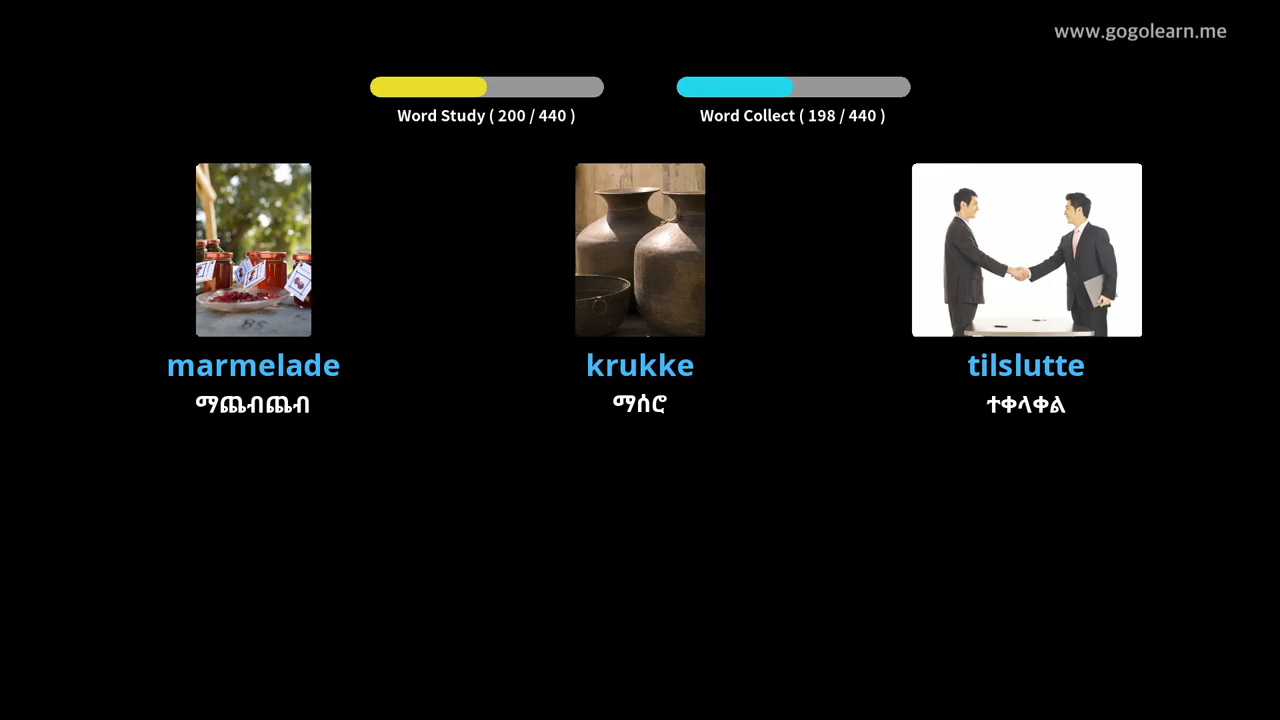 www.gogolearn.me
Word Study ( 200 / 440 )
Word Collect ( 198 / 440 )
marmelade
krukke
tilslutte
ማጨብጨብ
ማሰሮ
ተቀላቀል